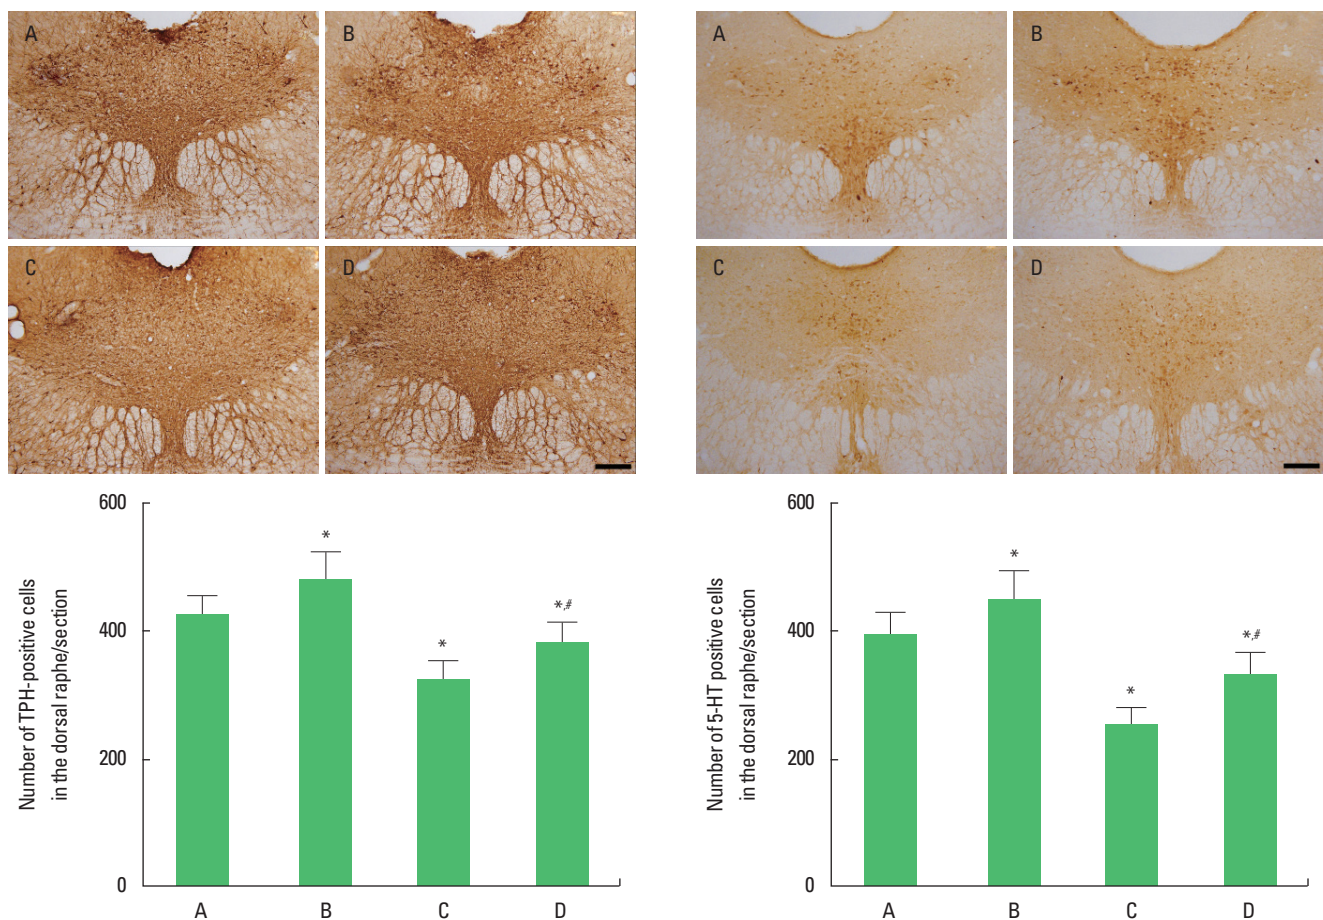 A B
C D
A B
C D
600
400
200
0
Number of TPH-positive cells
in the dorsal raphe/section
*
*
*,#
A B C D
600
400
200
0
Number of 5-HT positive cells
in the dorsal raphe/section
*
*
*,#
A B C D